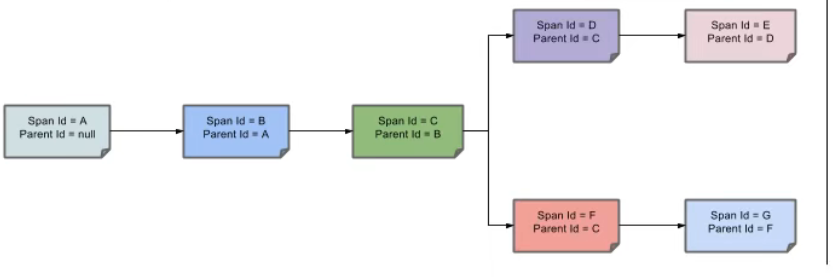 Span Id = A
Parent Id = null
Span Id = B
Parent Id = A
Span Id = C
Parent Id = B
Span Id = D
Parent Id = C
Span Id = E
Parent Id = D
Span Id = F
Parent Id = C
Span Id = G
Parent Id = F